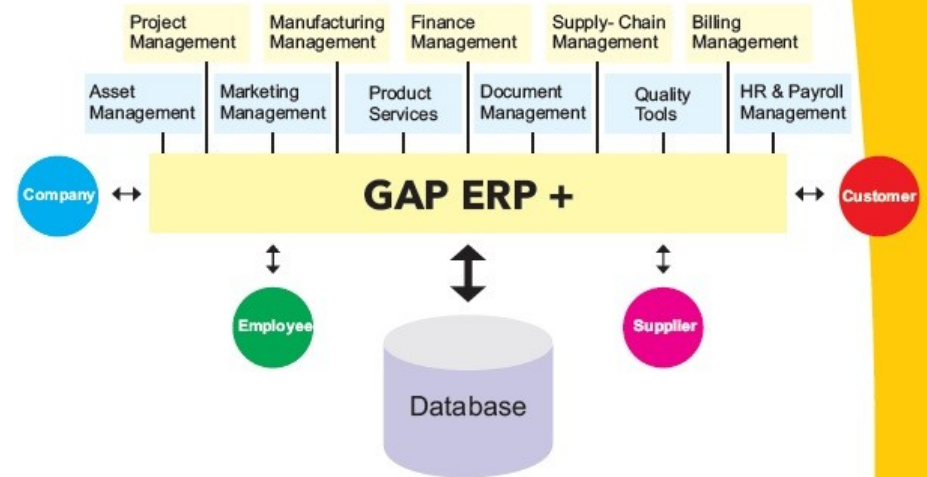 Project
Management
Manufacturing
Management
Finance
Management
Supply- Chain
Management
Billing
Management
Asset
Management
Marketing
Management
Product
Services
Document
Management
Quality
Tools
HR & Payroll
Management
Company
GAP ERP +
Customer
Employee
Supplier
Database